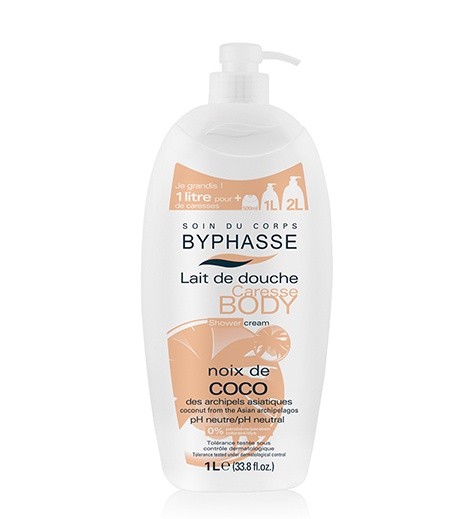 Je grandis !
1 litre pour +
de caresses
500ml 1L 2L
SOIN DU CORPS
BYPHASSE
Lait de douche
Caresse
BODY
Shower cream
noix de
COCO
des archipels asiatiques
coconut from the Asian archipelagos
pH neutre/pH neutral
0%
Tolérance testée sous
contrôle dermatologique
Tolerance tested under dermatological control
1L℮ (33.8 fl.oz.)